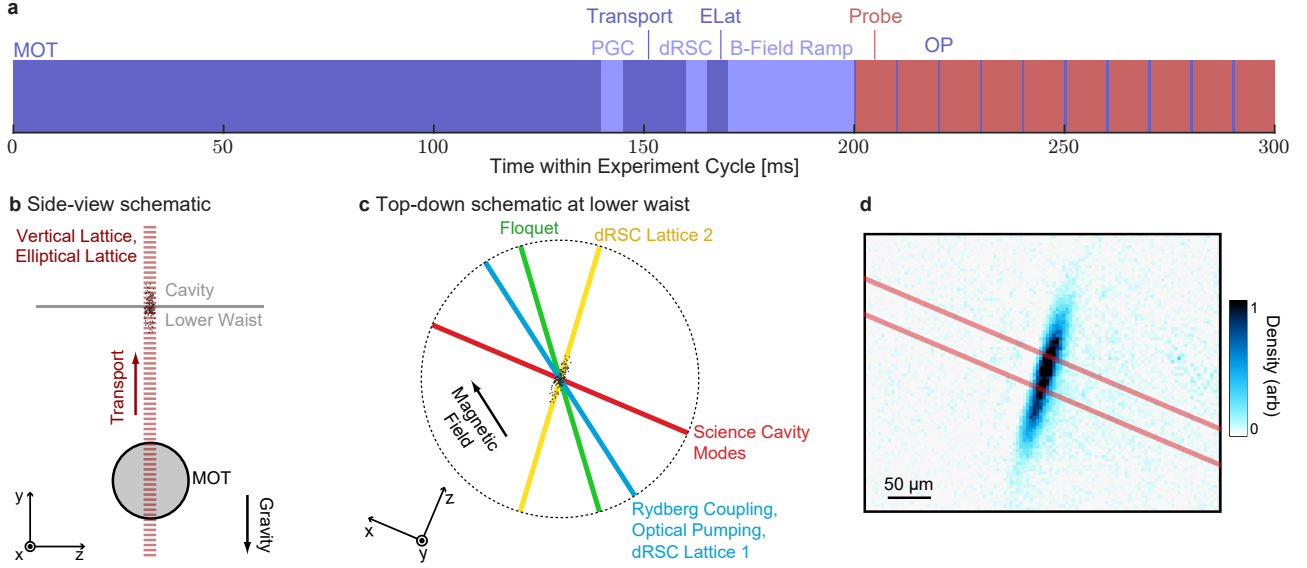 a
Transport
ELat
Probe
MOT
PGC
dRSC
B-Field Ramp
OP
0
50
100
150
200
250
300
Time within Experiment Cycle [ms]
b Side-view schematic
Vertical Lattice,
Elliptical Lattice
Cavity
Lower Waist
Transport
MOT
Gravity
y
x
z
c Top-down schematic at lower waist
Floquet
dRSC Lattice 2
Magnetic
Field
Science Cavity
Modes
Rydberg Coupling,
Optical Pumping,
dRSC Lattice 1
z
x
y
d
50 μm
1
0
Density (arb)